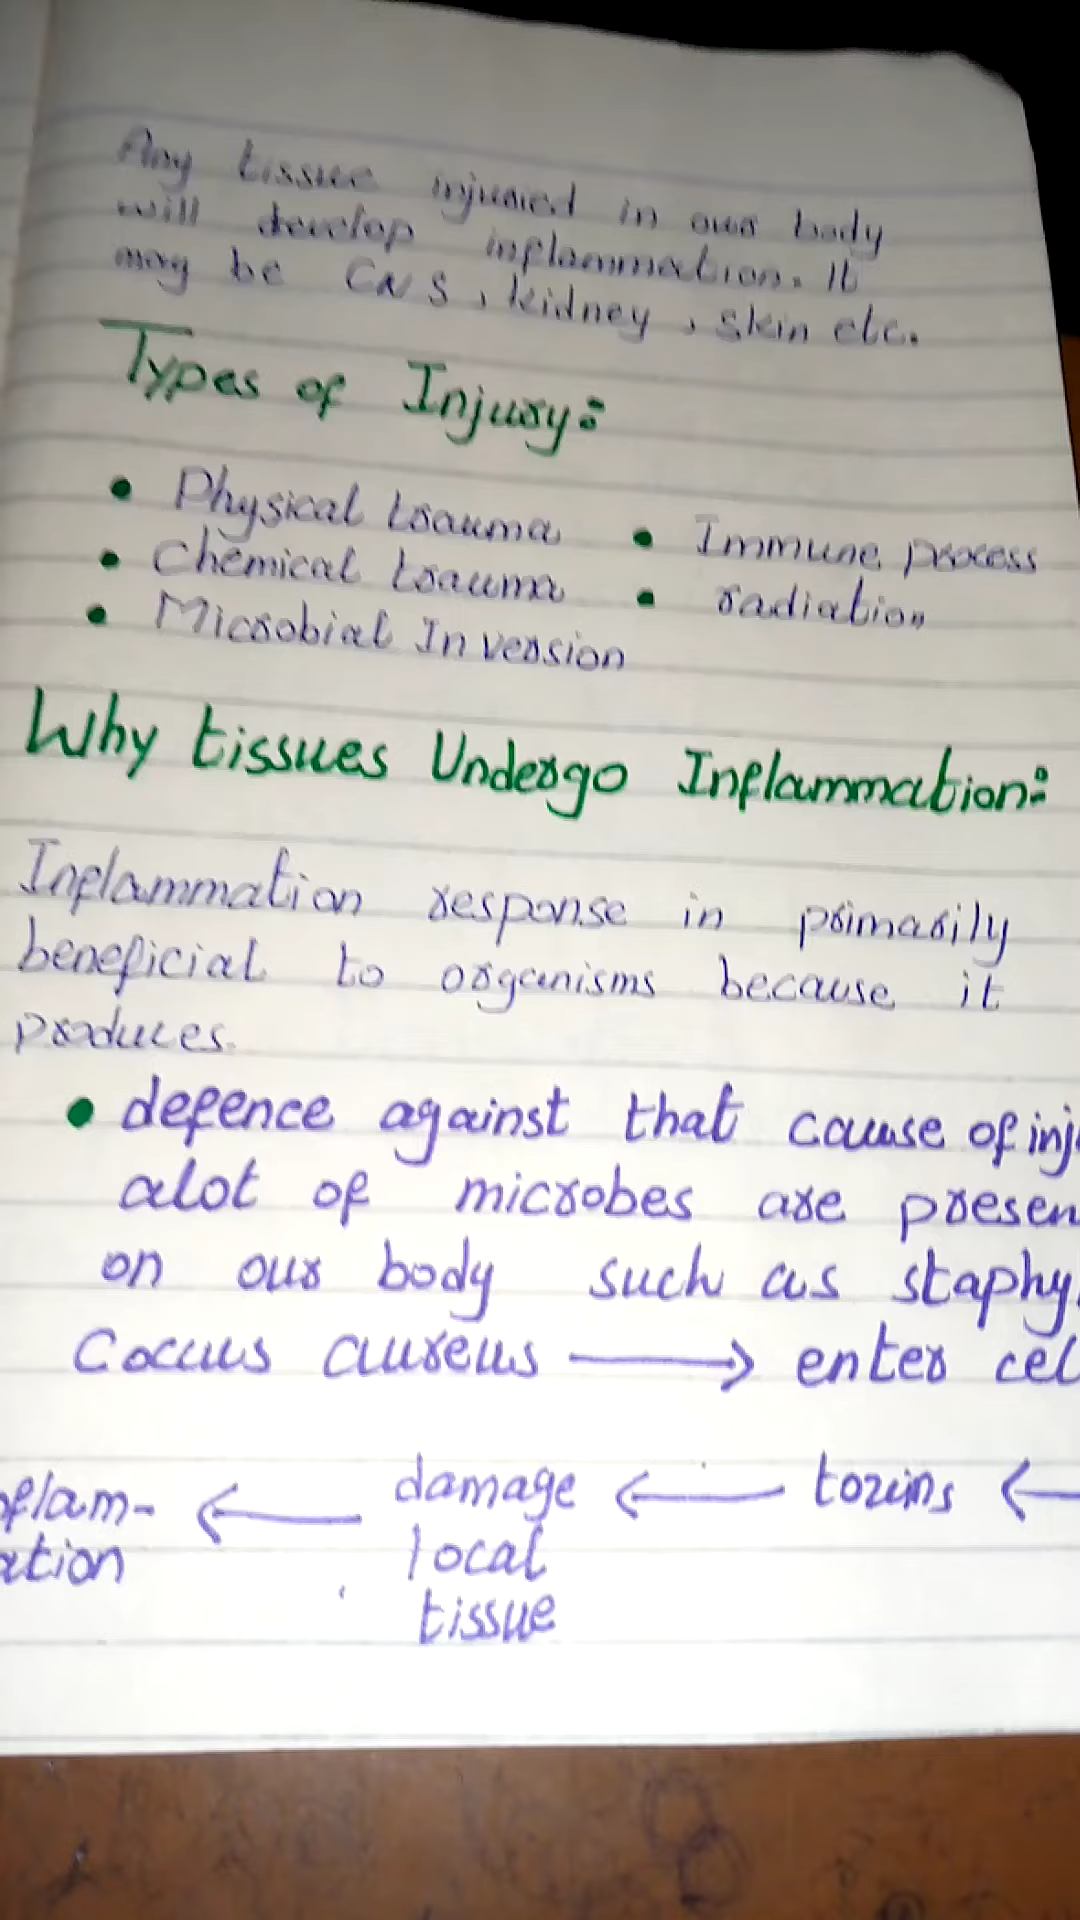 Any tissue injuried in our body
will develop inflammation. It
may be CNS, kidney, skin etc.
Types of Injury:
• Physical trauma • Immune process
• Chemical trauma • radiation
• Microbial Inversion
Why tissues Undergo Inflammation:
Inflammation response in primarily
beneficial to organisms because it
produces.
• defence against that cause of inj
alot of microbes are presen
on our body such as staphy
Coccus aureus → enter cel
damage ← toxins ←
flam- ←
ation local
tissue